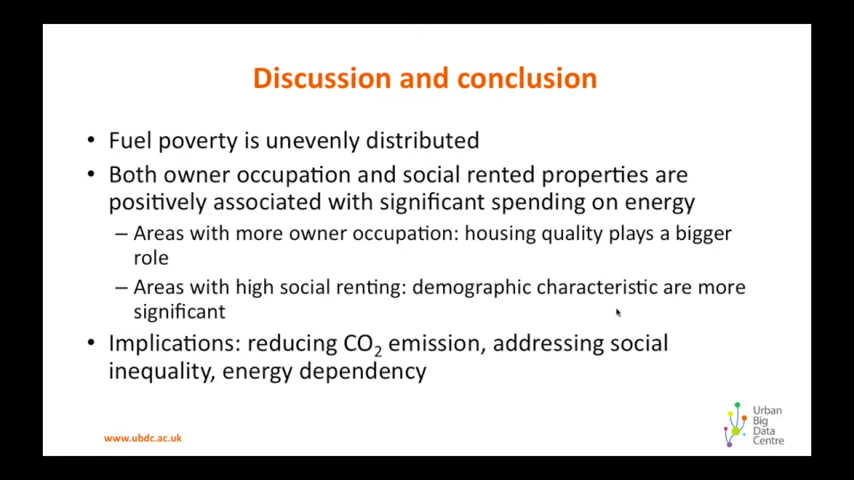 Discussion and conclusion
• Fuel poverty is unevenly distributed
• Both owner occupation and social rented properties are
positively associated with significant spending on energy
– Areas with more owner occupation: housing quality plays a bigger
role
– Areas with high social renting: demographic characteristic are more
significant
• Implications: reducing CO₂ emission, addressing social
inequality, energy dependency
www.ubdc.ac.uk
Urban
Big
Data
Centre